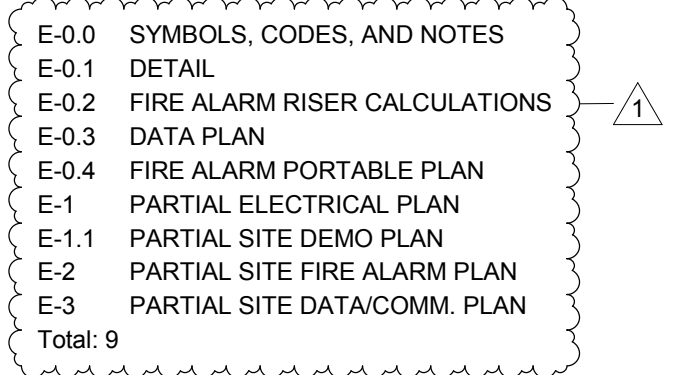 E-0.0 SYMBOLS, CODES, AND NOTES
E-0.1 DETAIL
E-0.2 FIRE ALARM RISER CALCULATIONS
1
E-0.3 DATA PLAN
E-0.4 FIRE ALARM PORTABLE PLAN
E-1 PARTIAL ELECTRICAL PLAN
E-1.1 PARTIAL SITE DEMO PLAN
E-2 PARTIAL SITE FIRE ALARM PLAN
E-3 PARTIAL SITE DATA/COMM. PLAN
Total: 9